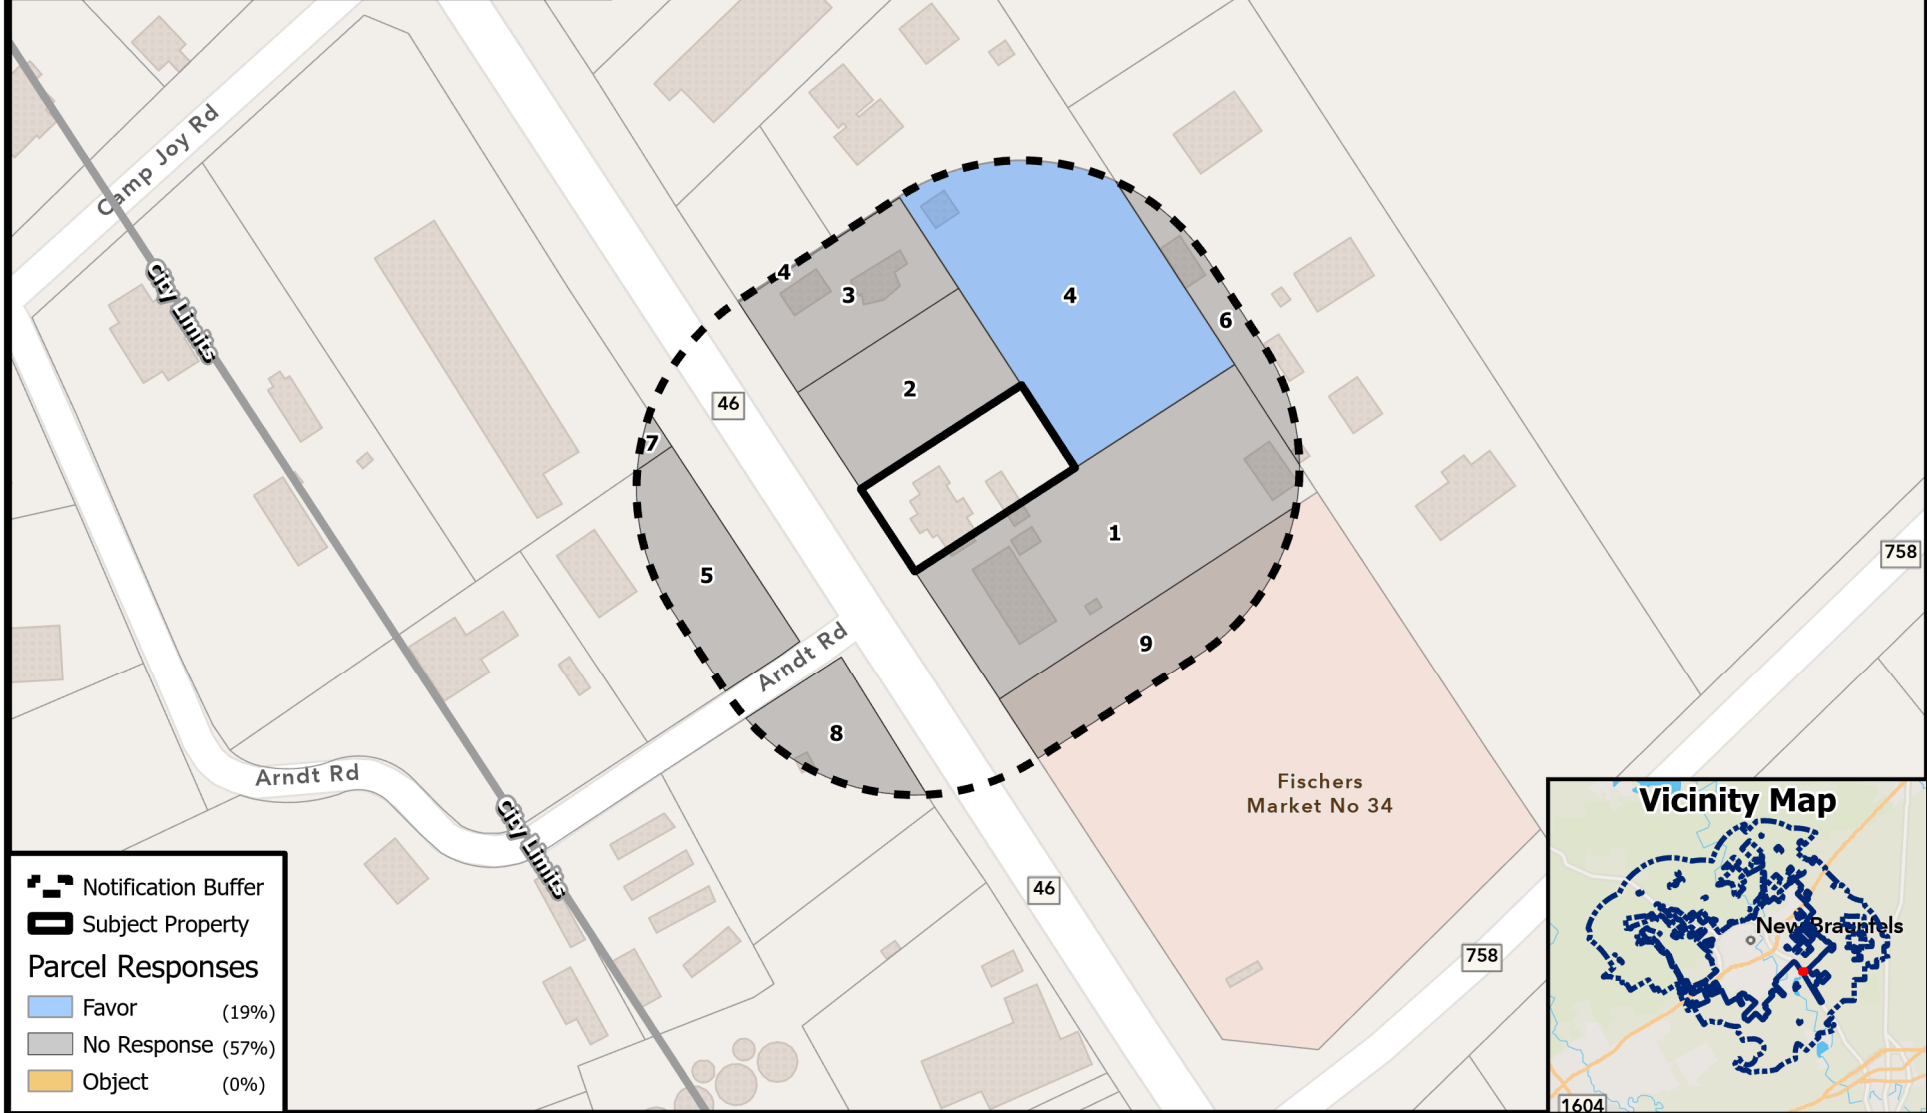 Camp Joy Rd
City Limits
4
3
4
6
2
46
7
1
5
758
Arndt Rd
9
8
Arndt Rd
Fischers
Market No 34
City Limits
46
758
Notification Buffer
Subject Property
Parcel Responses
Favor (19%)
No Response (57%)
Object (0%)
Vicinity Map
New Braunfels
1604